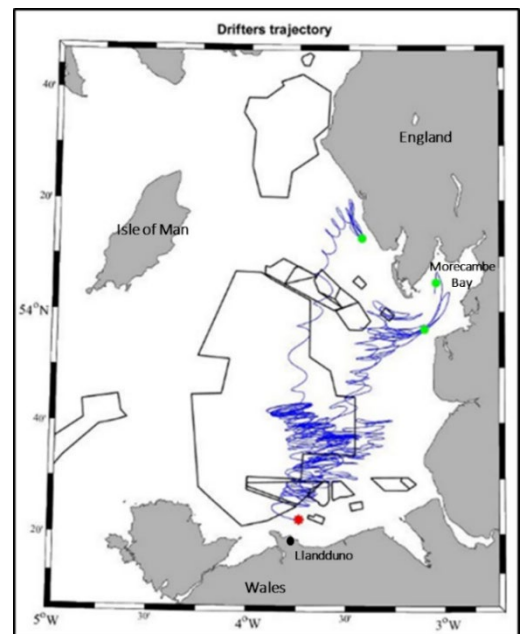 Drifters trajectory
40'
England
20'
Isle of Man
Morecambe
Bay
54°N
40'
20'
Llandduno
Wales
5°W
30'
4°W
30'
3°W